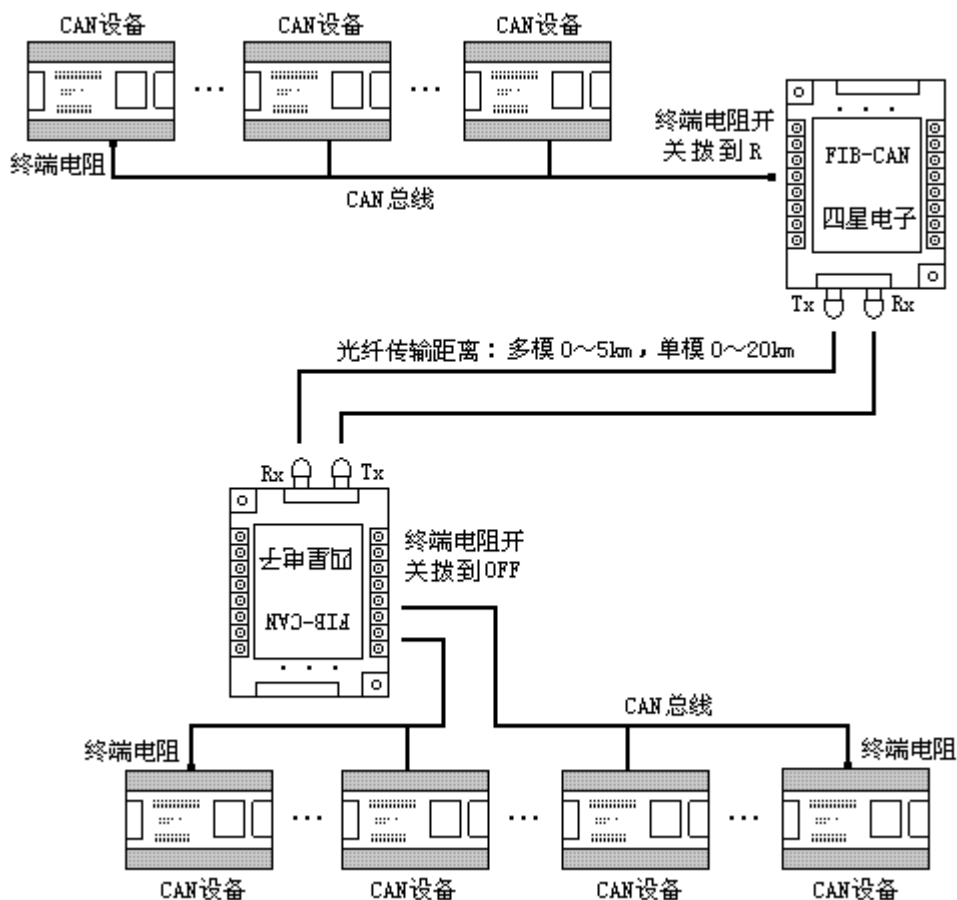 CAN设备
CAN设备
CAN设备
终端电阻
CAN总线
终端电阻开
关拨到R
FIB-CAN
四星电子
Tx
Rx
光纤传输距离：多模0～5km，单模0～20km
Rx
Tx
四星电子
FIB-CAN
终端电阻开
关拨到OFF
CAN总线
终端电阻
终端电阻
CAN设备
CAN设备
CAN设备
CAN设备